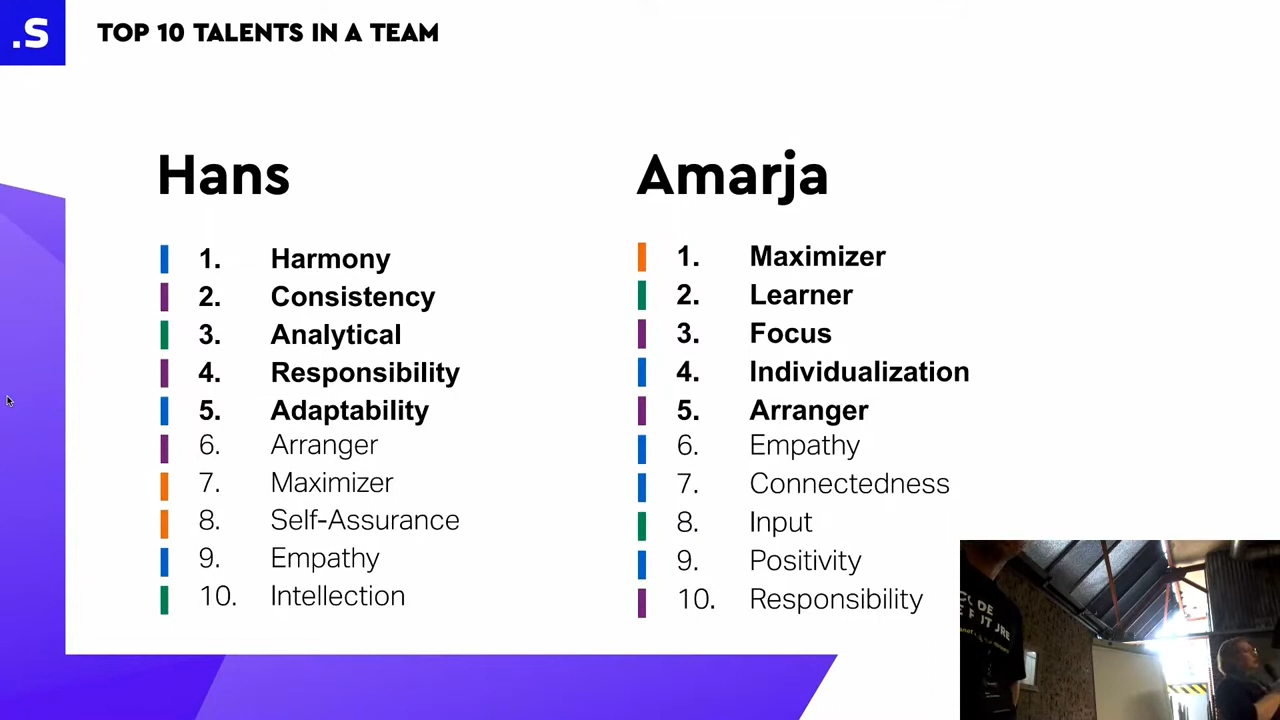 .S
TOP 10 TALENTS IN A TEAM
Hans
1. Harmony
2. Consistency
3. Analytical
4. Responsibility
5. Adaptability
6. Arranger
7. Maximizer
8. Self-Assurance
9. Empathy
10. Intellection
Amarja
1. Maximizer
2. Learner
3. Focus
4. Individualization
5. Arranger
6. Empathy
7. Connectedness
8. Input
9. Positivity
10. Responsibility